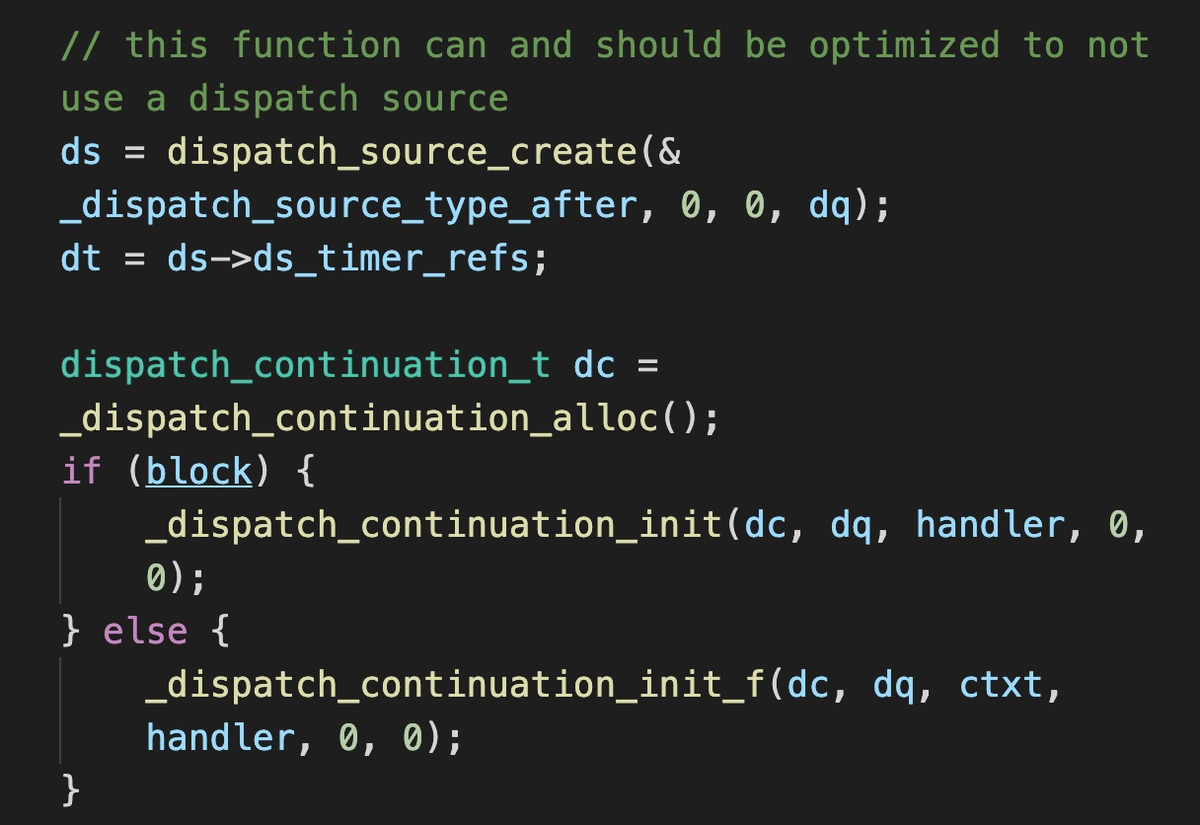 // this function can and should be optimized to not
use a dispatch source
ds = dispatch_source_create(&
_dispatch_source_type_after, 0, 0, dq);
dt = ds->ds_timer_refs;
dispatch_continuation_t dc =
_dispatch_continuation_alloc();
if (block) {
_dispatch_continuation_init(dc, dq, handler, 0,
0);
} else {
_dispatch_continuation_init_f(dc, dq, ctxt,
handler, 0, 0);
}